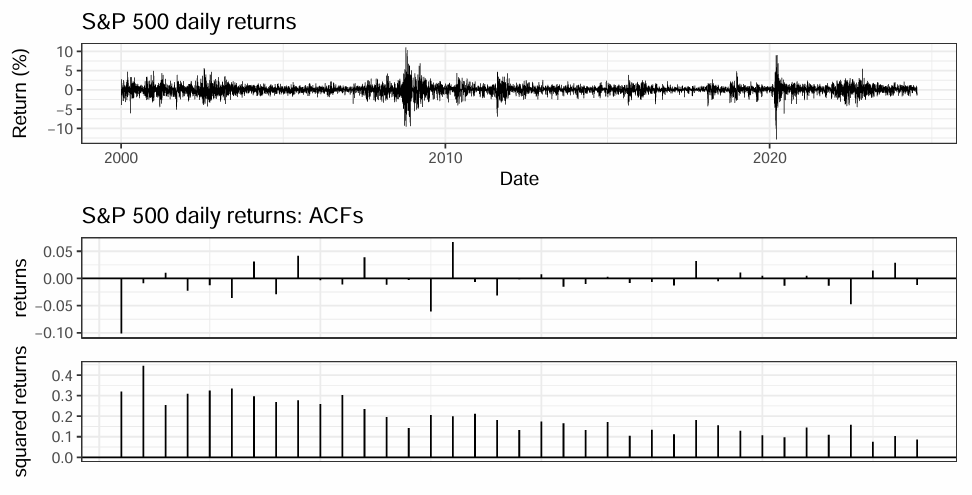 S&P 500 daily returns
Return (%)
10
5
0
−5
−10
2000 2010 2020
Date
S&P 500 daily returns: ACFs
returns
0.05
0.00
−0.05
−0.10
squared returns
0.4
0.3
0.2
0.1
0.0